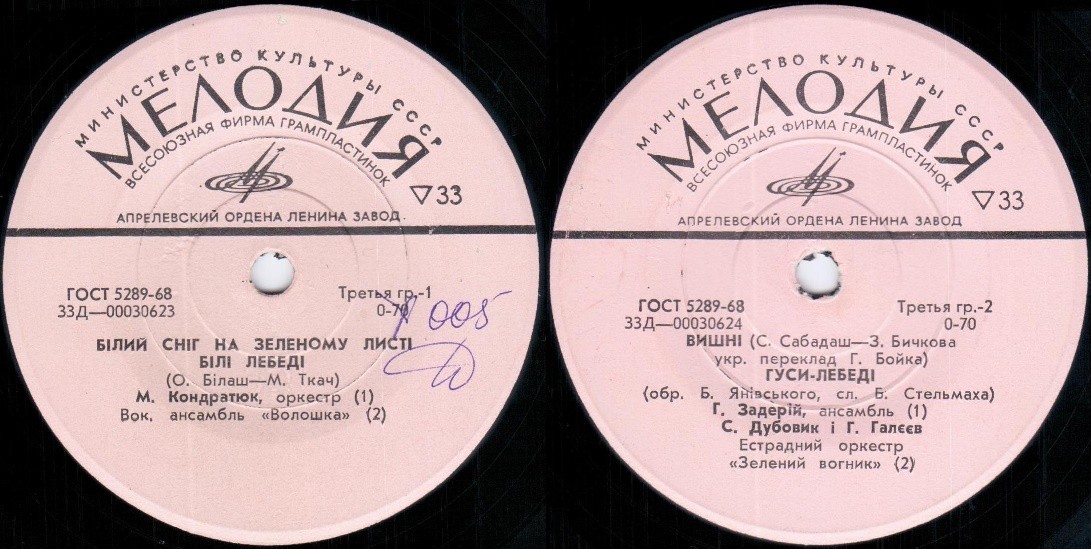 МИНИСТЕРСТВО КУЛЬТУРЫ СССР
МЕЛОДИЯ
ВСЕСОЮЗНАЯ ФИРМА ГРАМПЛАСТИНОК
▽33
АПРЕЛЕВСКИЙ ОРДЕНА ЛЕНИНА ЗАВОД
ГОСТ 5289-68
Третья гр.-1
33Д—00030623
0-70
005
БІЛИЙ СНІГ НА ЗЕЛЕНОМУ ЛИСТІ
БІЛІ ЛЕБЕДІ
(О. Білаш—М. Ткач)
М. Кондратюк, оркестр (1)
Вок. ансамбль «Волошка» (2)
МИНИСТЕРСТВО КУЛЬТУРЫ СССР
МЕЛОДИЯ
ВСЕСОЮЗНАЯ ФИРМА ГРАМПЛАСТИНОК
▽33
АПРЕЛЕВСКИЙ ОРДЕНА ЛЕНИНА ЗАВОД
ГОСТ 5289-68
Третья гр.-2
33Д—00030624
0-70
ВИШНІ (С. Сабадаш—З. Бичкова
укр. переклад Г. Бойка)
ГУСИ-ЛЕБЕДІ
(обр. Б. Янівського, сл. Б. Стельмаха)
Г. Задерій, ансамбль (1)
С. Дубовик і Г. Галєєв
Естрадний оркестр
«Зелений вогник» (2)